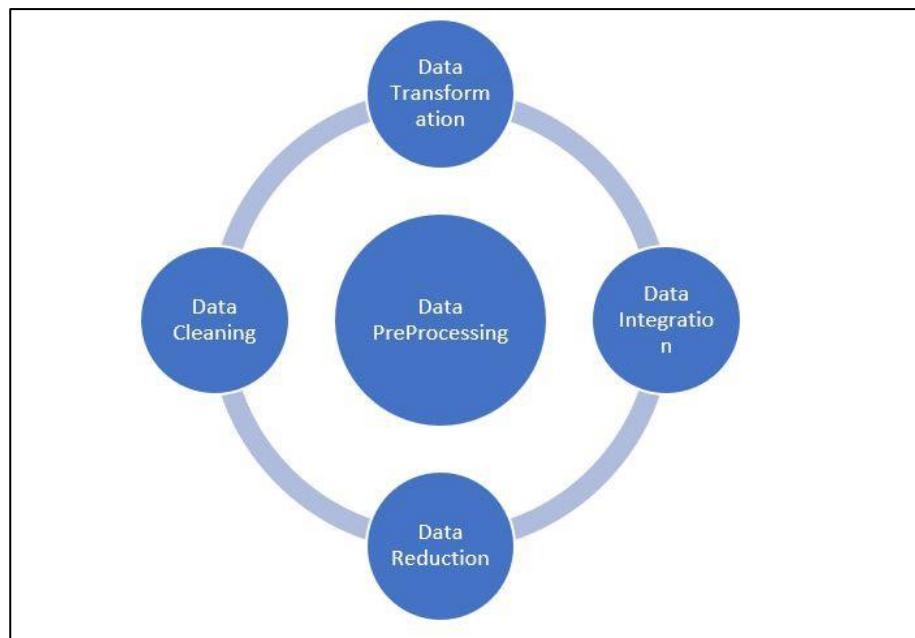 Data
Transform
ation
Data
Cleaning
Data
PreProcessing
Data
Integratio
n
Data
Reduction